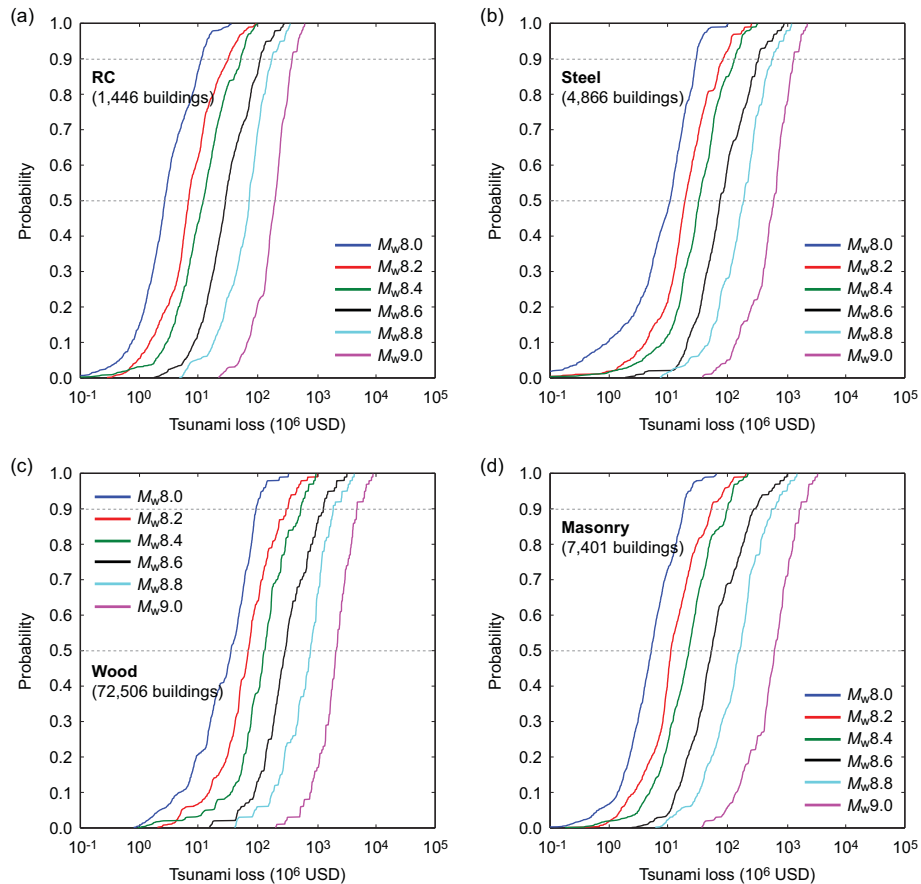 (a)
1.0
0.9
0.8
0.7
0.6
0.5
0.4
0.3
0.2
0.1
0.0
Probability
RC
(1,446 buildings)
Mw8.0
Mw8.2
Mw8.4
Mw8.6
Mw8.8
Mw9.0
10-1 100 101 102 103 104 105
Tsunami loss (106 USD)
(b)
1.0
0.9
0.8
0.7
0.6
0.5
0.4
0.3
0.2
0.1
0.0
Probability
Steel
(4,866 buildings)
Mw8.0
Mw8.2
Mw8.4
Mw8.6
Mw8.8
Mw9.0
10-1 100 101 102 103 104 105
Tsunami loss (106 USD)
(c)
1.0
0.9
0.8
0.7
0.6
0.5
0.4
0.3
0.2
0.1
0.0
Probability
Mw8.0
Mw8.2
Mw8.4
Mw8.6
Mw8.8
Mw9.0
Wood
(72,506 buildings)
10-1 100 101 102 103 104 105
Tsunami loss (106 USD)
(d)
1.0
0.9
0.8
0.7
0.6
0.5
0.4
0.3
0.2
0.1
0.0
Probability
Masonry
(7,401 buildings)
Mw8.0
Mw8.2
Mw8.4
Mw8.6
Mw8.8
Mw9.0
10-1 100 101 102 103 104 105
Tsunami loss (106 USD)